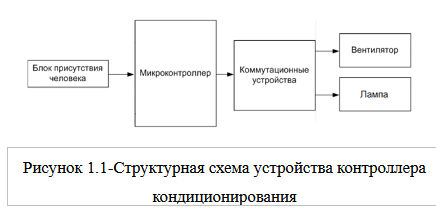 Блок присутствия
человека
Микроконтроллер
Коммутационные
устройства
Вентилятор
Лампа
Рисунок 1.1-Структурная схема устройства контроллера
кондиционирования